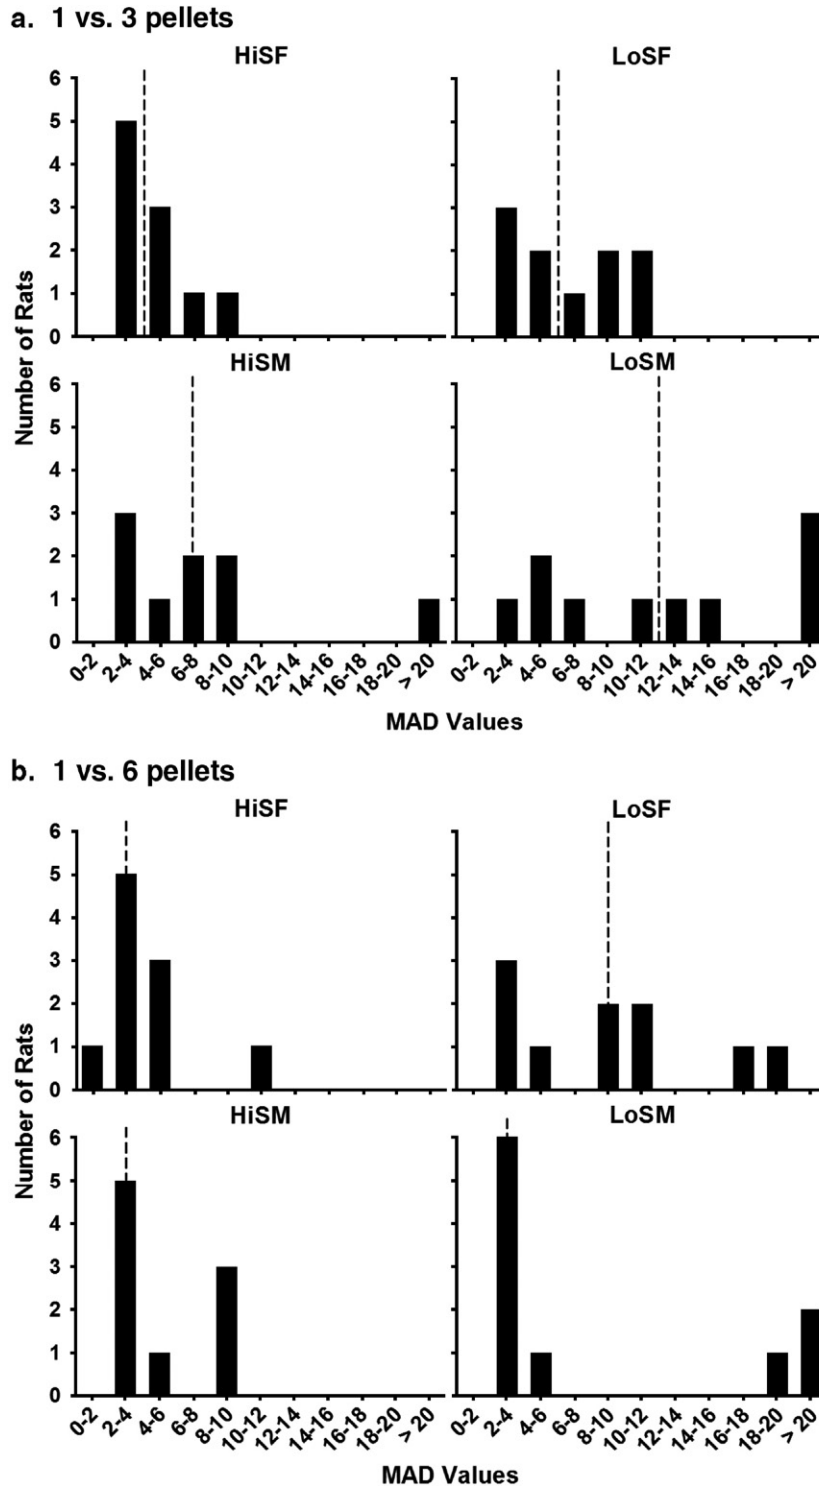 a. 1 vs. 3 pellets
HiSF LoSF
6
5
4
3
2
1
0
HiSM LoSM
6
5
4
3
2
1
0
Number of Rats
0-2 2-4 4-6 6-8 8-10 10-12 12-14 14-16 16-18 18-20 > 20 0-2 2-4 4-6 6-8 8-10 10-12 12-14 14-16 16-18 18-20 > 20
MAD Values
b. 1 vs. 6 pellets
HiSF LoSF
6
5
4
3
2
1
0
HiSM LoSM
6
5
4
3
2
1
0
Number of Rats
0-2 2-4 4-6 6-8 8-10 10-12 12-14 14-16 16-18 18-20 > 20 0-2 2-4 4-6 6-8 8-10 10-12 12-14 14-16 16-18 18-20 > 20
MAD Values